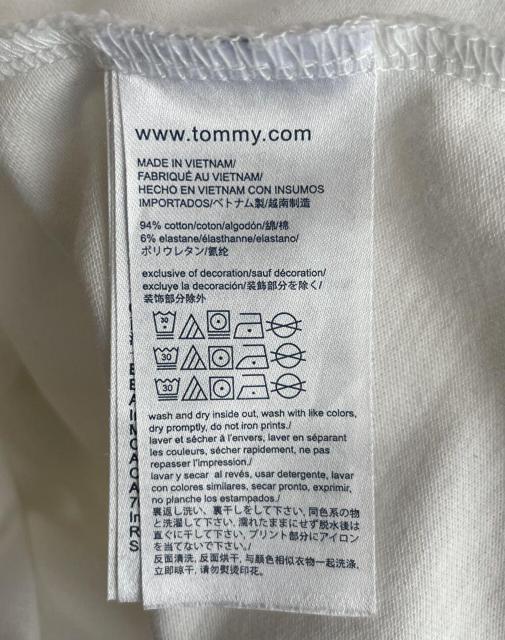 www.tommy.com
MADE IN VIETNAM/
FABRIQUÉ AU VIETNAM/
HECHO EN VIETNAM CON INSUMOS
IMPORTADOS/ベトナム製/越南制造
94% cotton/coton/algodón/綿/棉
6% elastane/élasthanne/elastano/
ポリウレタン/氨纶
exclusive of decoration/sauf décoration/
excluye la decoración/装飾部分を除く/
装饰部分除外
30
30
30
wash and dry inside out, wash with like colors,
dry promptly, do not iron prints./
laver et sécher à l'envers, laver en séparant
les couleurs, sécher rapidement, ne pas
repasser l'impression./
lavar y secar al revés, usar detergente, lavar
con colores similares, secar pronto, exprimir,
no planche los estampados./
裏返し洗い、裏干しをして下さい, 同色系の物
と洗濯して下さい, 濡れたままにせず脱水後は
直ぐに干して下さい, プリント部分にアイロン
を当てないで下さい./
反面清洗, 反面烘干, 与颜色相似衣物一起洗涤,
立即晾干, 请勿熨烫印花.